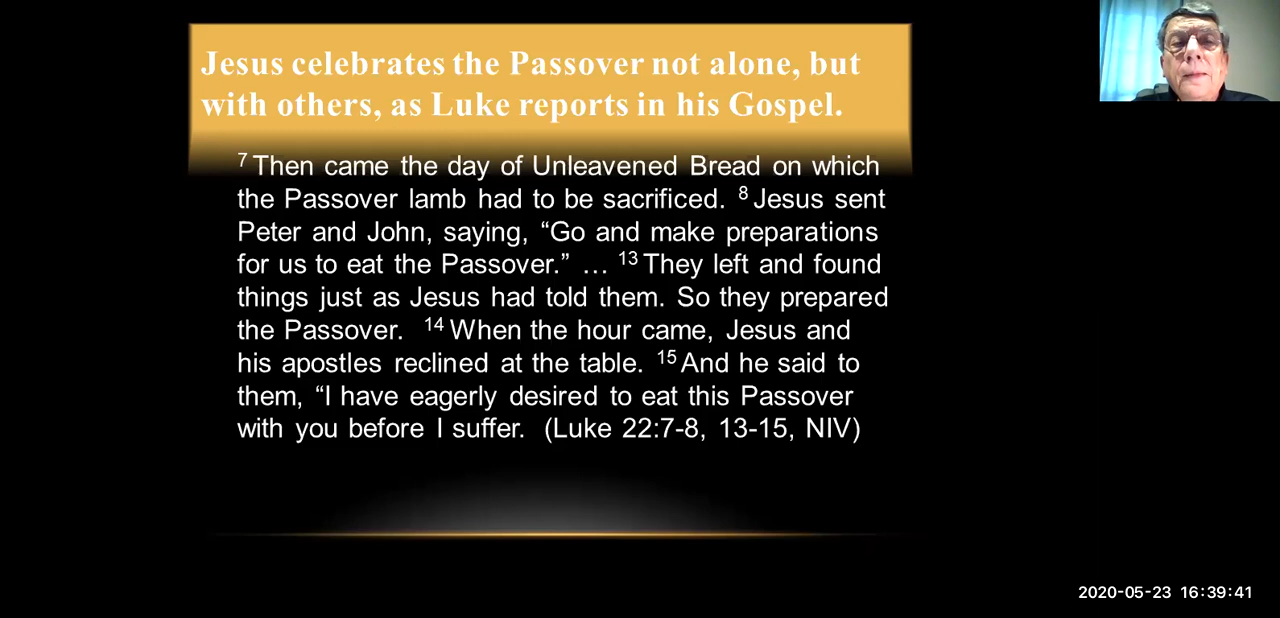 Jesus celebrates the Passover not alone, but
with others, as Luke reports in his Gospel.
7 Then came the day of Unleavened Bread on which
the Passover lamb had to be sacrificed. 8 Jesus sent
Peter and John, saying, “Go and make preparations
for us to eat the Passover.” … 13 They left and found
things just as Jesus had told them. So they prepared
the Passover. 14 When the hour came, Jesus and
his apostles reclined at the table. 15 And he said to
them, “I have eagerly desired to eat this Passover
with you before I suffer. (Luke 22:7-8, 13-15, NIV)
2020-05-23 16:39:41